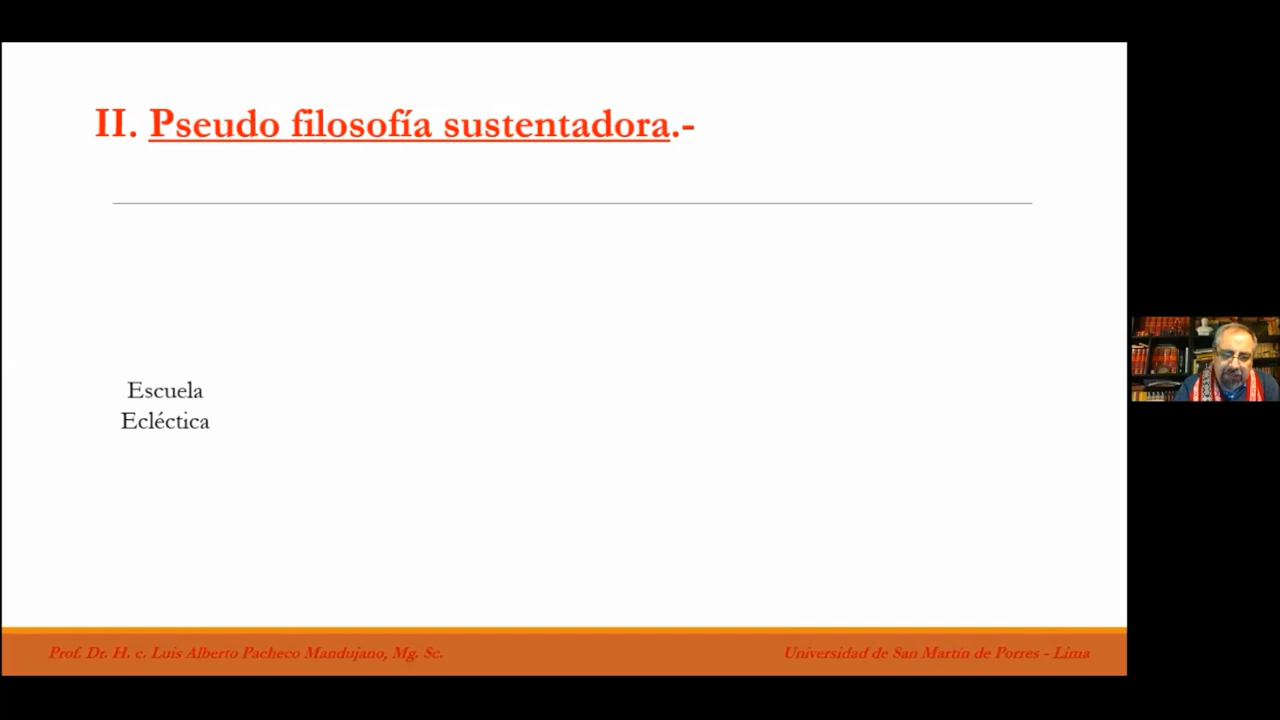 II. Pseudo filosofía sustentadora.-
Escuela
Ecléctica
Prof. Dr. H. c. Luis Alberto Pacheco Mandujano, Mg. Sc.
Universidad de San Martín de Porres - Lima